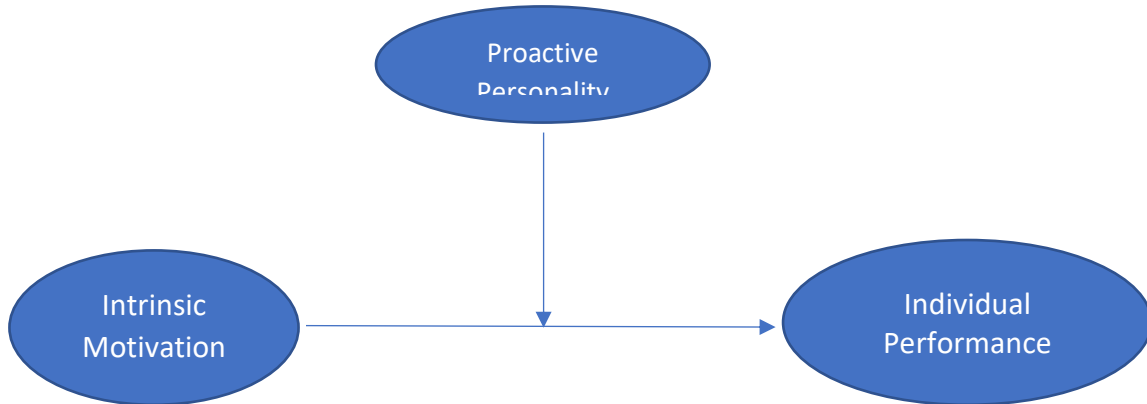 Proactive
Personality
Intrinsic
Motivation
Individual
Performance